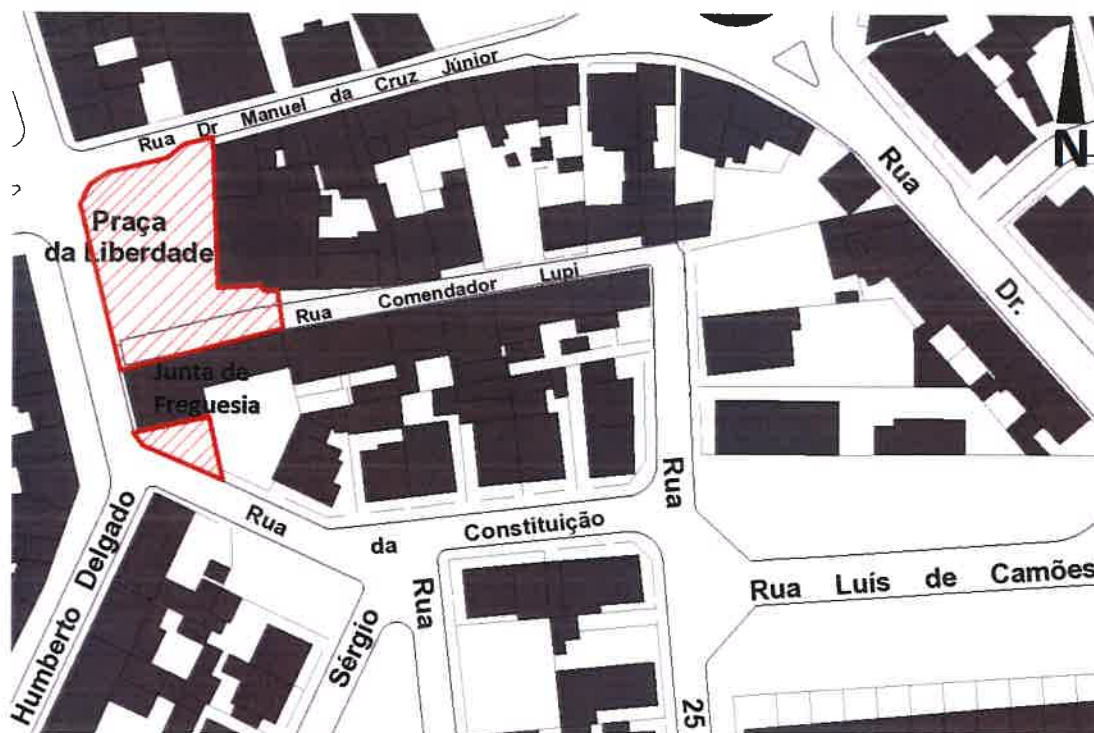 Rua Dr Manuel da Cruz Júnior
N
Praça
da Liberdade
Rua Dr.
Rua Comendador Lupi
Junta de
Freguesia
Rua
Rua da Constituição
Humberto Delgado
Rua
Sérgio
Rua Luís de Camões
25